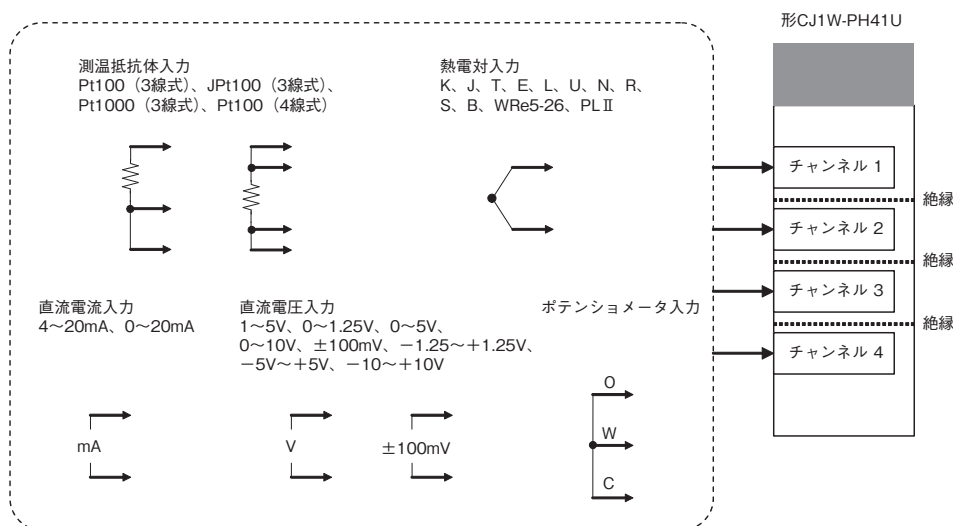 形CJ1W-PH41U
測温抵抗体入力
Pt100（3線式）、JPt100（3線式）、
Pt1000（3線式）、Pt100（4線式）
熱電対入力
K、J、T、E、L、U、N、R、
S、B、WRe5-26、PLⅡ
チャンネル 1
絶縁
チャンネル 2
絶縁
チャンネル 3
絶縁
チャンネル 4
直流電流入力
4～20mA、0～20mA
直流電圧入力
1～5V、0～1.25V、0～5V、
0～10V、±100mV、－1.25～＋1.25V、
－5V～＋5V、－10～＋10V
ポテンショメータ入力
mA
V
±100mV
O
W
C